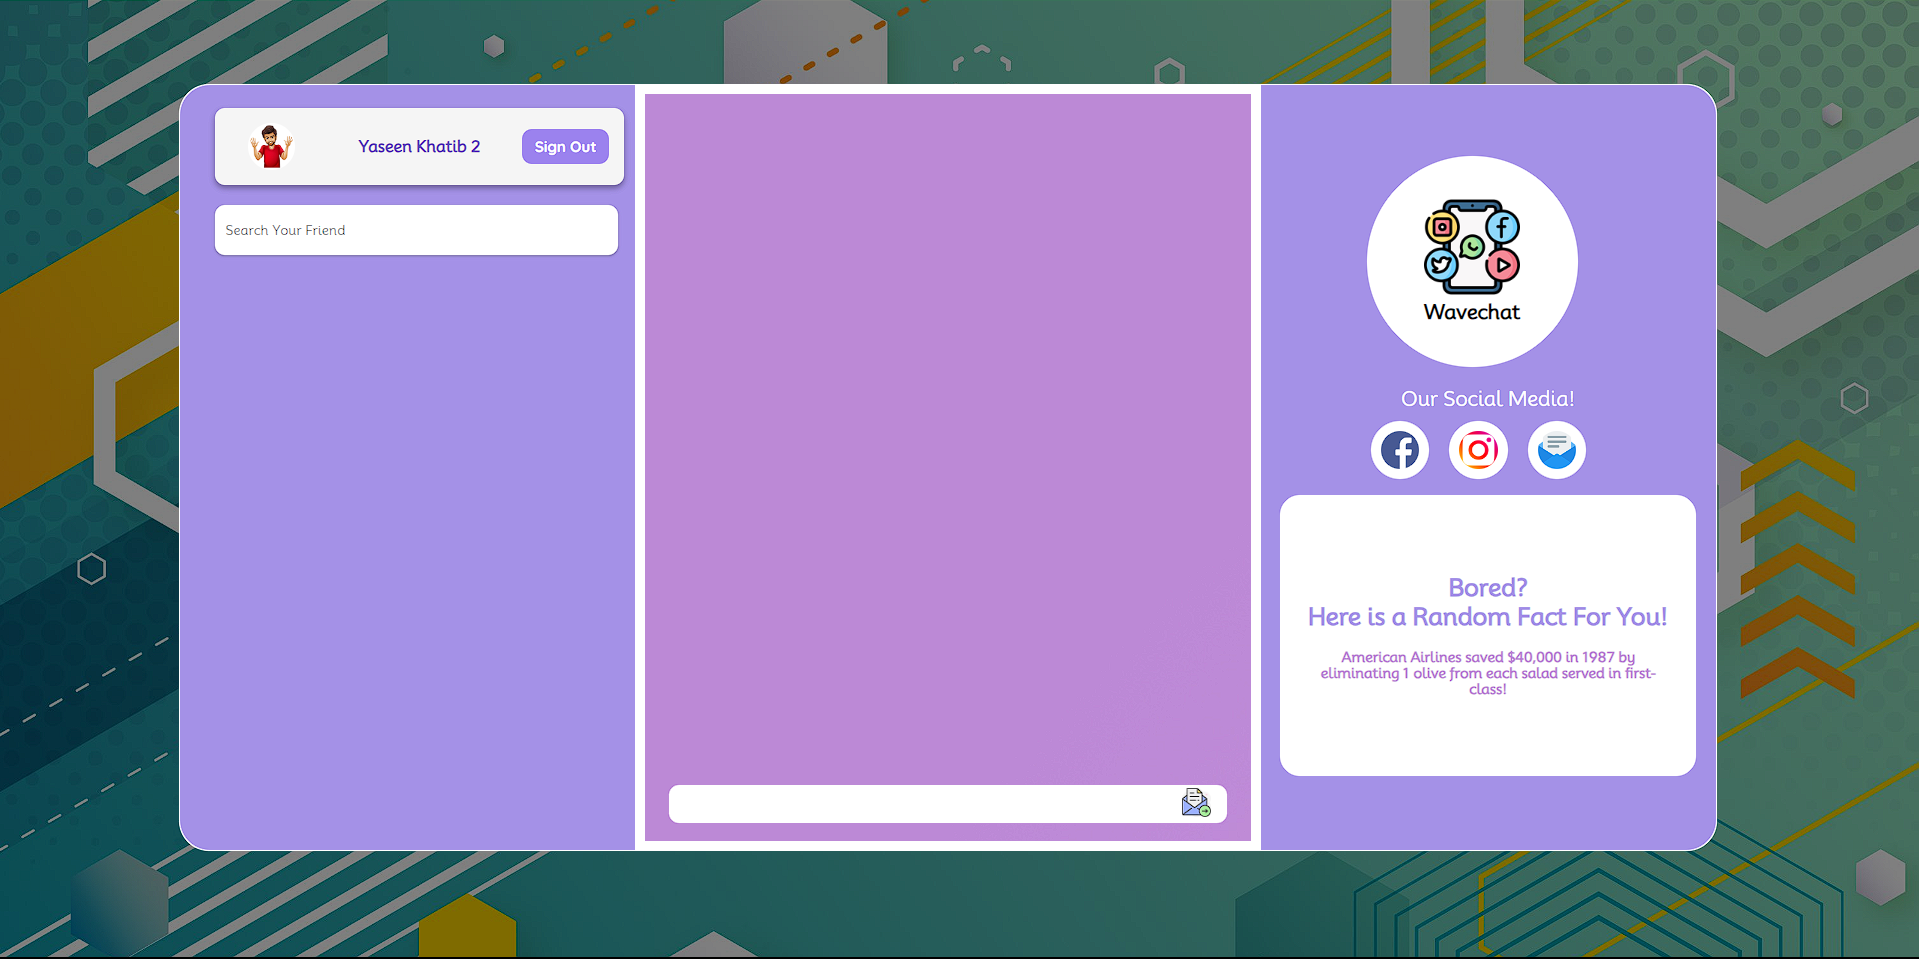 Yaseen Khatib 2
Sign Out
Search Your Friend
Wavechat
Our Social Media!
Bored?
Here is a Random Fact For You!
American Airlines saved $40,000 in 1987 by
eliminating 1 olive from each salad served in first-
class!